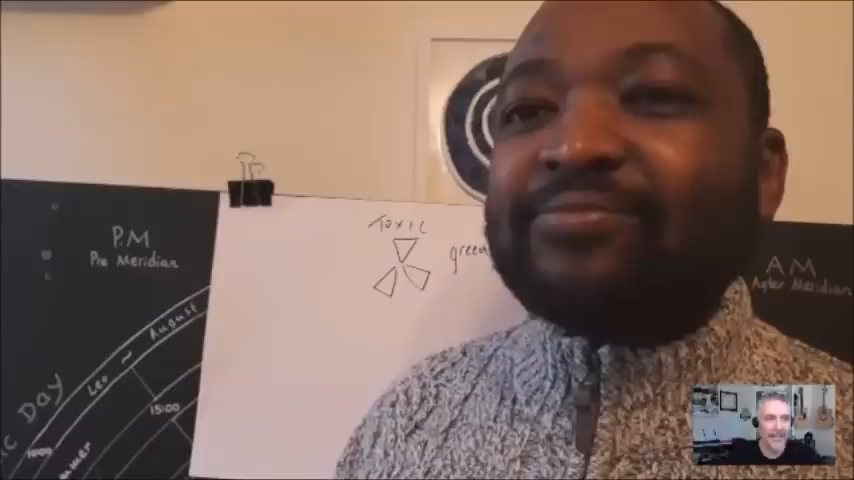 P.M
Pre Meridian
Leo ~ August
15:00
DAY
TOXIC
green
AM
After Meridian